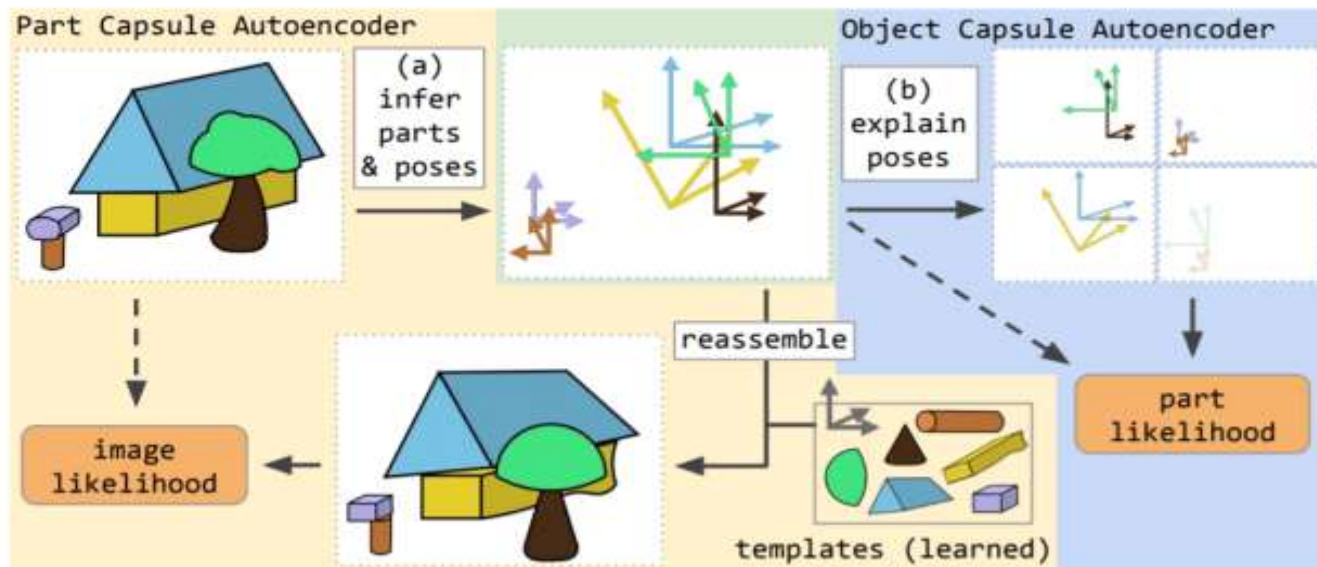 Part Capsule Autoencoder
Object Capsule Autoencoder
(a)
infer
parts
& poses
(b)
explain
poses
reassemble
image
likelihood
part
likelihood
templates (learned)